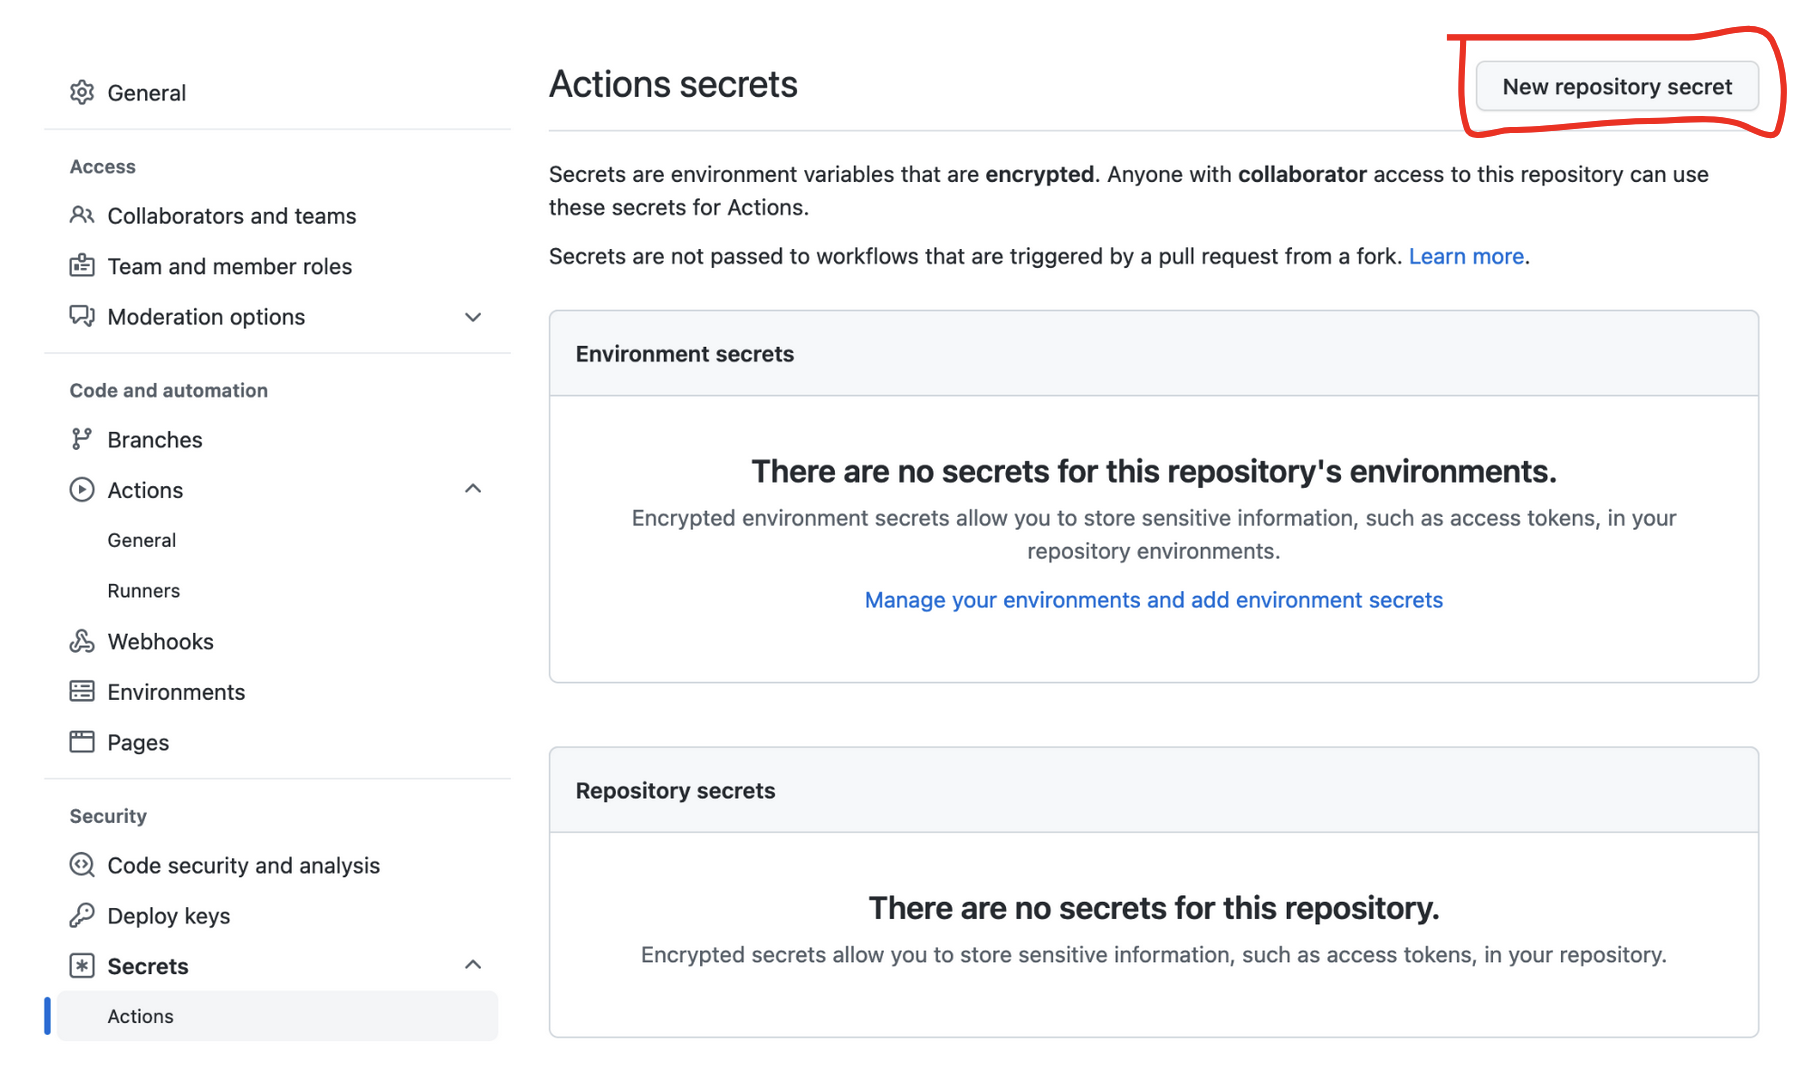 General
Access
Collaborators and teams
Team and member roles
Moderation options
Code and automation
Branches
Actions
General
Runners
Webhooks
Environments
Pages
Security
Code security and analysis
Deploy keys
Secrets
Actions
Actions secrets
New repository secret
Secrets are environment variables that are encrypted. Anyone with collaborator access to this repository can use
these secrets for Actions.
Secrets are not passed to workflows that are triggered by a pull request from a fork. Learn more.
Environment secrets
There are no secrets for this repository's environments.
Encrypted environment secrets allow you to store sensitive information, such as access tokens, in your
repository environments.
Manage your environments and add environment secrets
Repository secrets
There are no secrets for this repository.
Encrypted secrets allow you to store sensitive information, such as access tokens, in your repository.